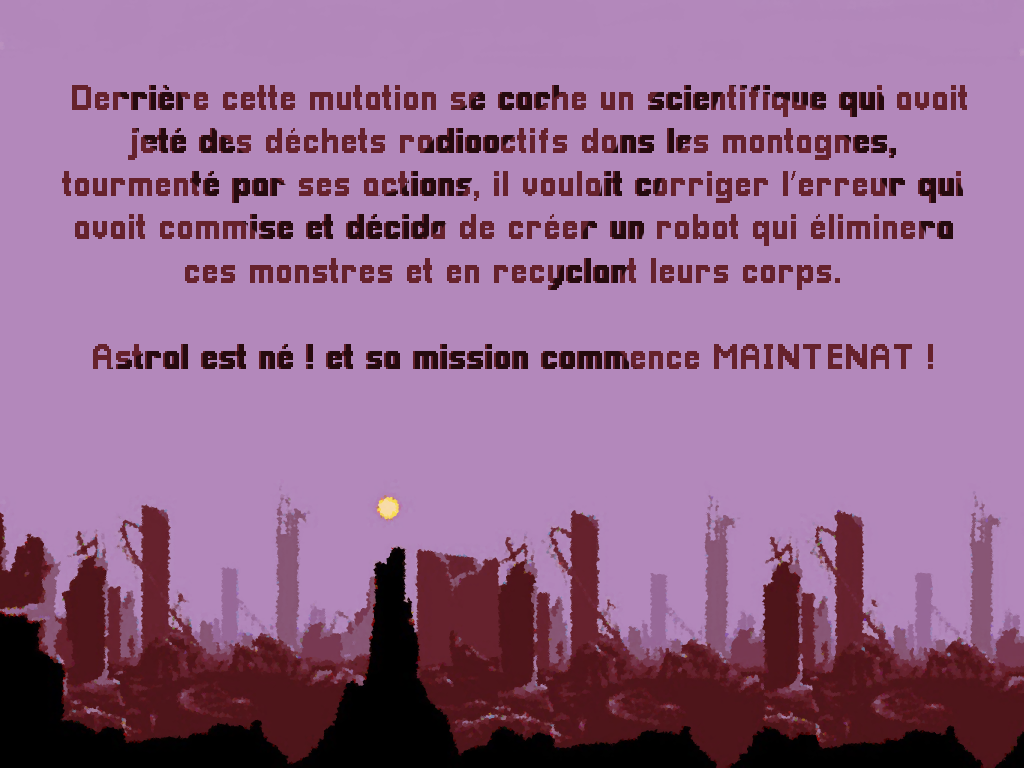 Derrière cette mutation se cache un scientifique qui avait
jeté des déchets radioactifs dans les montagnes,
tourmenté par ses actions, il voulait corriger l'erreur qui
avait commise et décida de créer un robot qui éliminera
ces monstres et en recyclant leurs corps.
Astral est né ! et sa mission commence MAINTENAT !